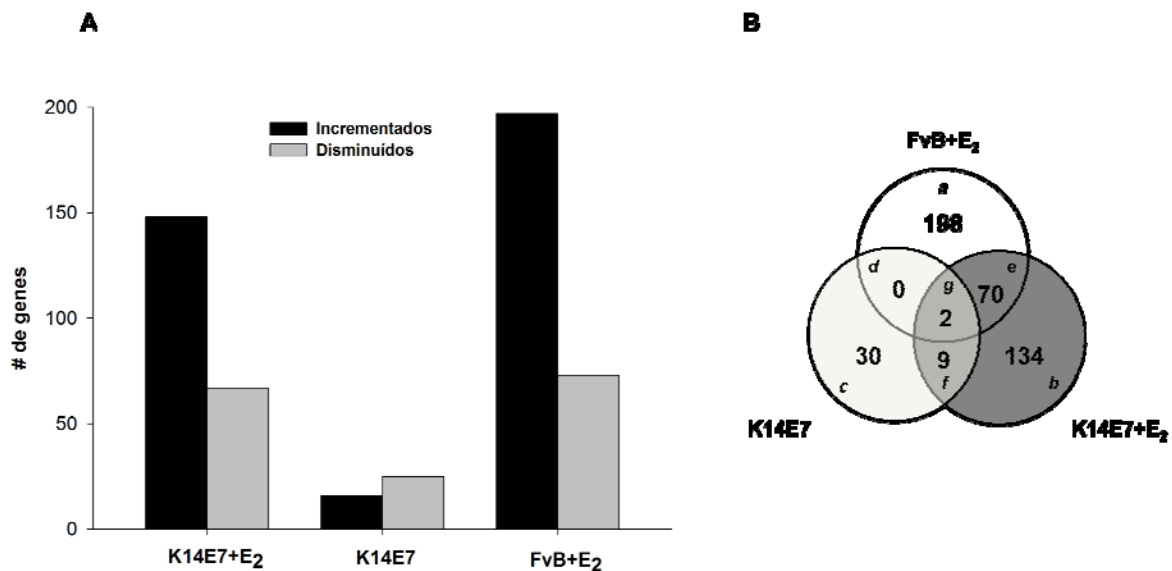 A
B
200
150
100
50
0
# de genes
Incrementados
Disminuídos
K14E7+E₂
K14E7
FvB+E₂
FvB+E₂
a
198
d
0
g
2
e
70
30
c
9
f
134
b
K14E7
K14E7+E₂